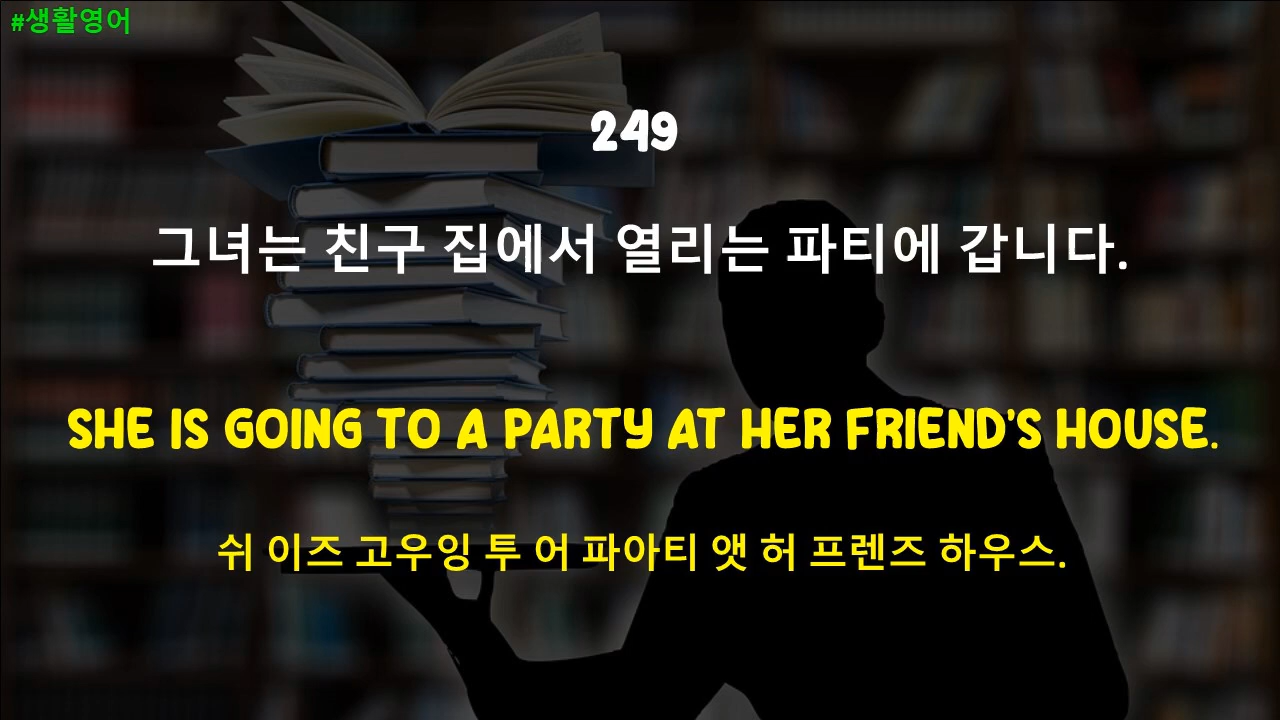 #생활영어
249
그녀는 친구 집에서 열리는 파티에 갑니다.
SHE IS GOING TO A PARTY AT HER FRIEND'S HOUSE.
쉬 이즈 고우잉 투 어 파아티 앳 허 프렌즈 하우스.